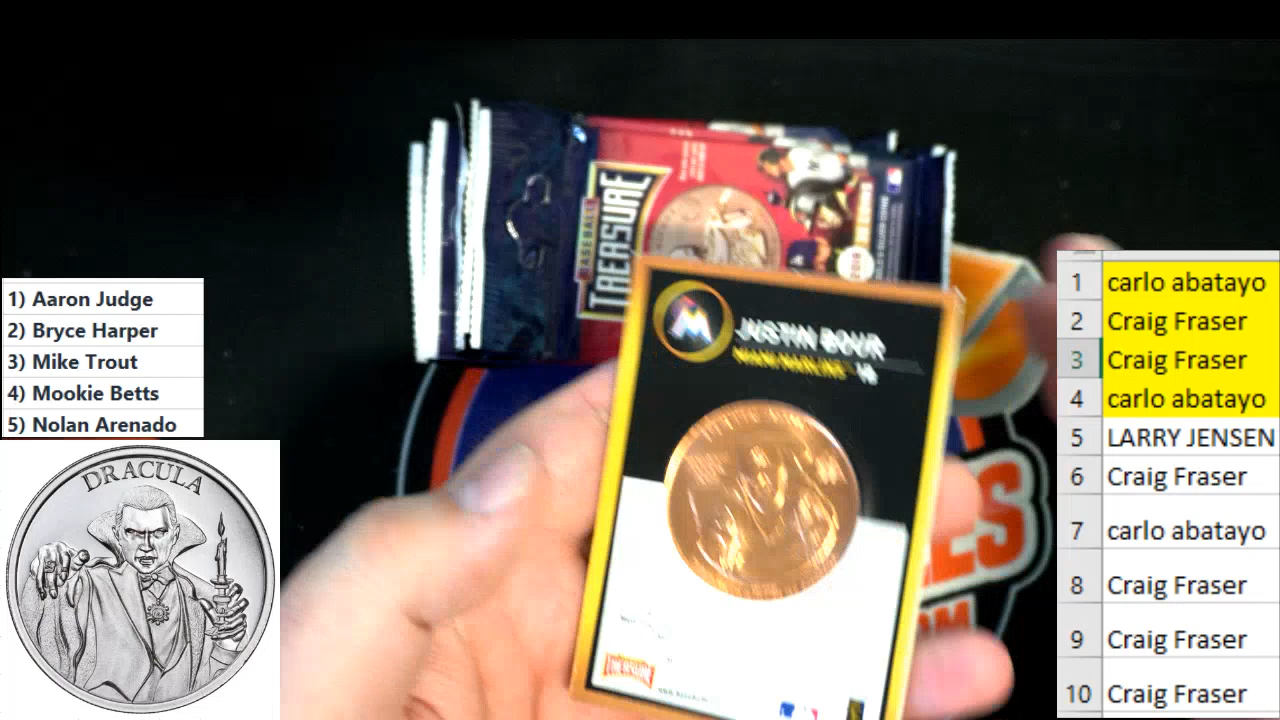 1) Aaron Judge
2) Bryce Harper
3) Mike Trout
4) Mookie Betts
5) Nolan Arenado
DRACULA
BASEBALL
TREASURE
JUSTIN BOUR
TREASURE
1 carlo abatayo
2 Craig Fraser
3 Craig Fraser
4 carlo abatayo
5 LARRY JENSEN
6 Craig Fraser
7 carlo abatayo
8 Craig Fraser
9 Craig Fraser
10 Craig Fraser